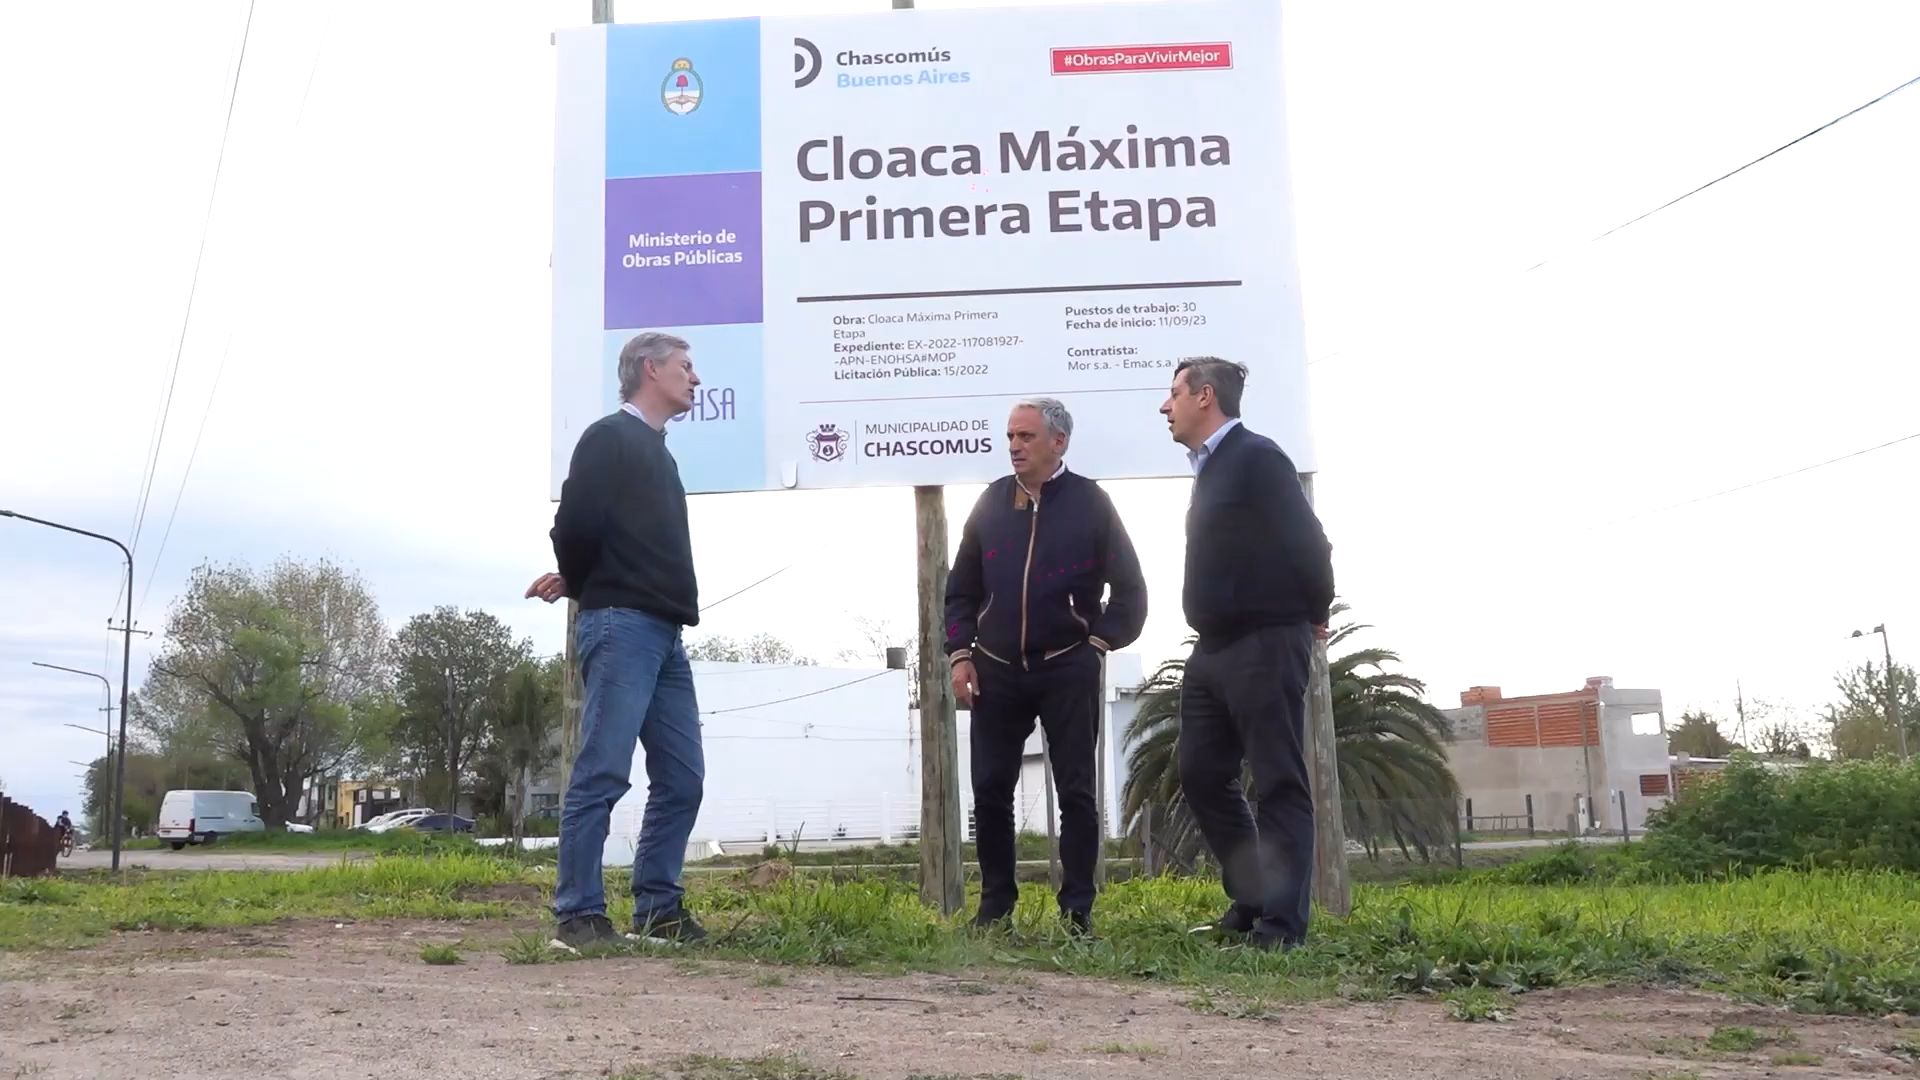 Chascomús
Buenos Aires
#ObrasParaVivirMejor
Cloaca Máxima
Primera Etapa
Ministerio de
Obras Públicas
Obra: Cloaca Máxima Primera
Etapa
Expediente: EX-2022-117081927-
-APN-ENOHSA#MOP
Licitación Pública: 15/2022
Puestos de trabajo: 30
Fecha de inicio: 11/09/23
Contratista:
Mor s.a. - Emac s.a.
MUNICIPALIDAD DE
CHASCOMUS